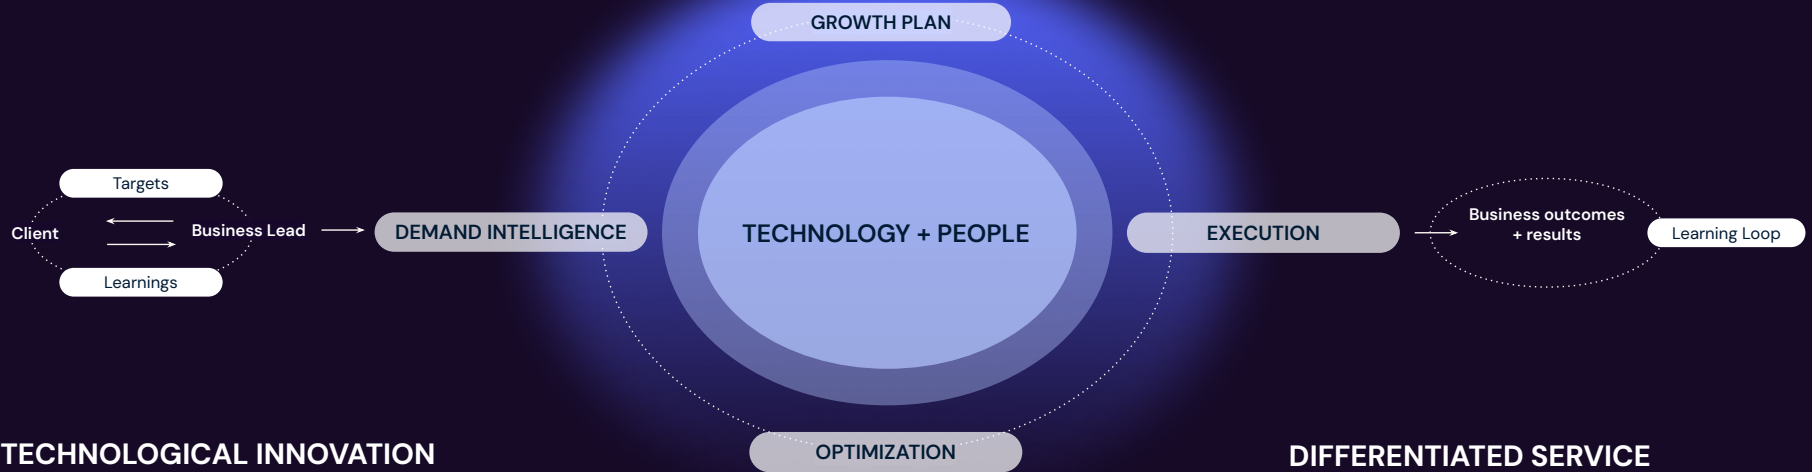 GROWTH PLAN
Targets
Client
Business Lead
Learnings
DEMAND INTELLIGENCE
TECHNOLOGY + PEOPLE
EXECUTION
Business outcomes
+ results
Learning Loop
OPTIMIZATION
TECHNOLOGICAL INNOVATION
DIFFERENTIATED SERVICE